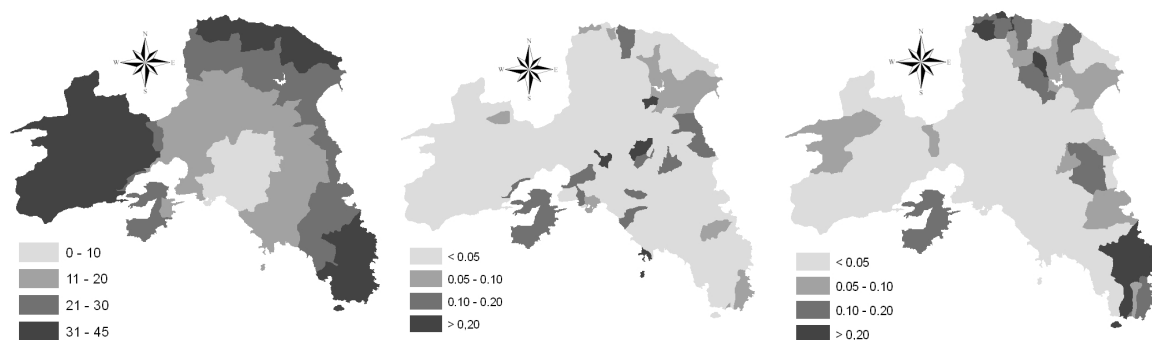 N
W E
S
0 - 10
11 - 20
21 - 30
31 - 45
N
W E
S
< 0.05
0.05 - 0.10
0.10 - 0.20
> 0,20
N
W E
S
< 0.05
0.05 - 0.10
0.10 - 0.20
> 0,20